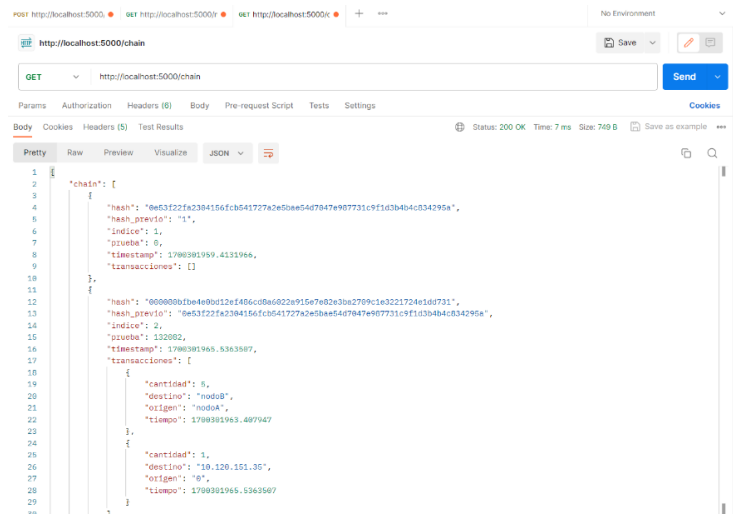 POST http://localhost:5000. GET http://localhost:5000/r GET http://localhost:5000/c + No Environment
HTTP http://localhost:5000/chain Save
GET http://localhost:5000/chain Send
Params Authorization Headers (6) Body Pre-request Script Tests Settings Cookies
Body Cookies Headers (5) Test Results Status: 200 OK Time: 7 ms Size: 749 B Save as example
Pretty Raw Preview Visualize JSON
1 {
2 "chain": [
3 {
4 "hash":
5 "hash_previo": "1",
6 "indice": 1,
7 "prueba": 0,
8 "timestamp": 1700301959.4131966,
9 "transacciones": []
10 },
11 {
12 "hash":
13 "hash_previo":
14 "indice": 2,
15 "prueba": 132082,
16 "timestamp": 1700301965.5363507,
17 "transacciones": [
18 {
19 "cantidad": 5,
20 "destino": "nodoB",
21 "origen": "nodoA",
22 "tiempo": 1700301963.407947
23 },
24 {
25 "cantidad": 1,
26 "destino": "10.120.151.35",
27 "origen": "0",
28 "tiempo": 1700301965.5363507
29 }